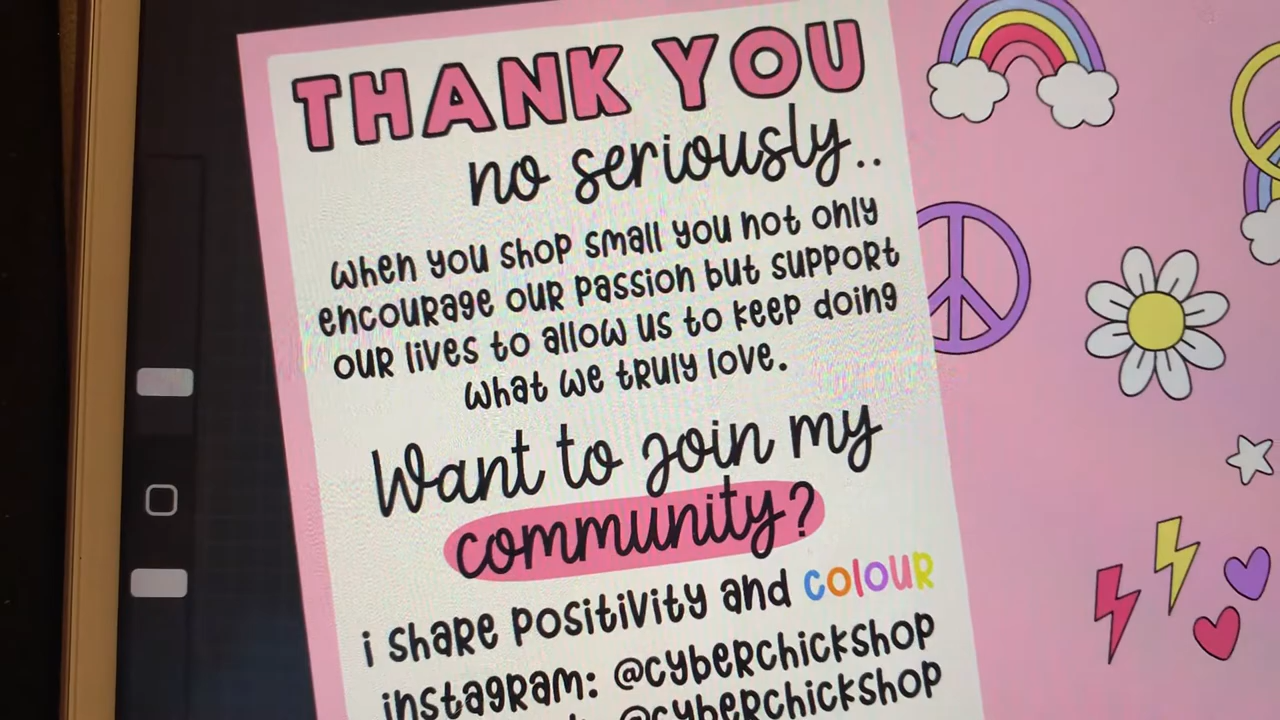 THANK YOU
no seriously..
when you shop small you not only
encourage our passion but support
our lives to allow us to keep doing
what we truly love.
Want to join my
community?
i share positivity and colour
instagram: @cyberchickshop
@cyberchickshop